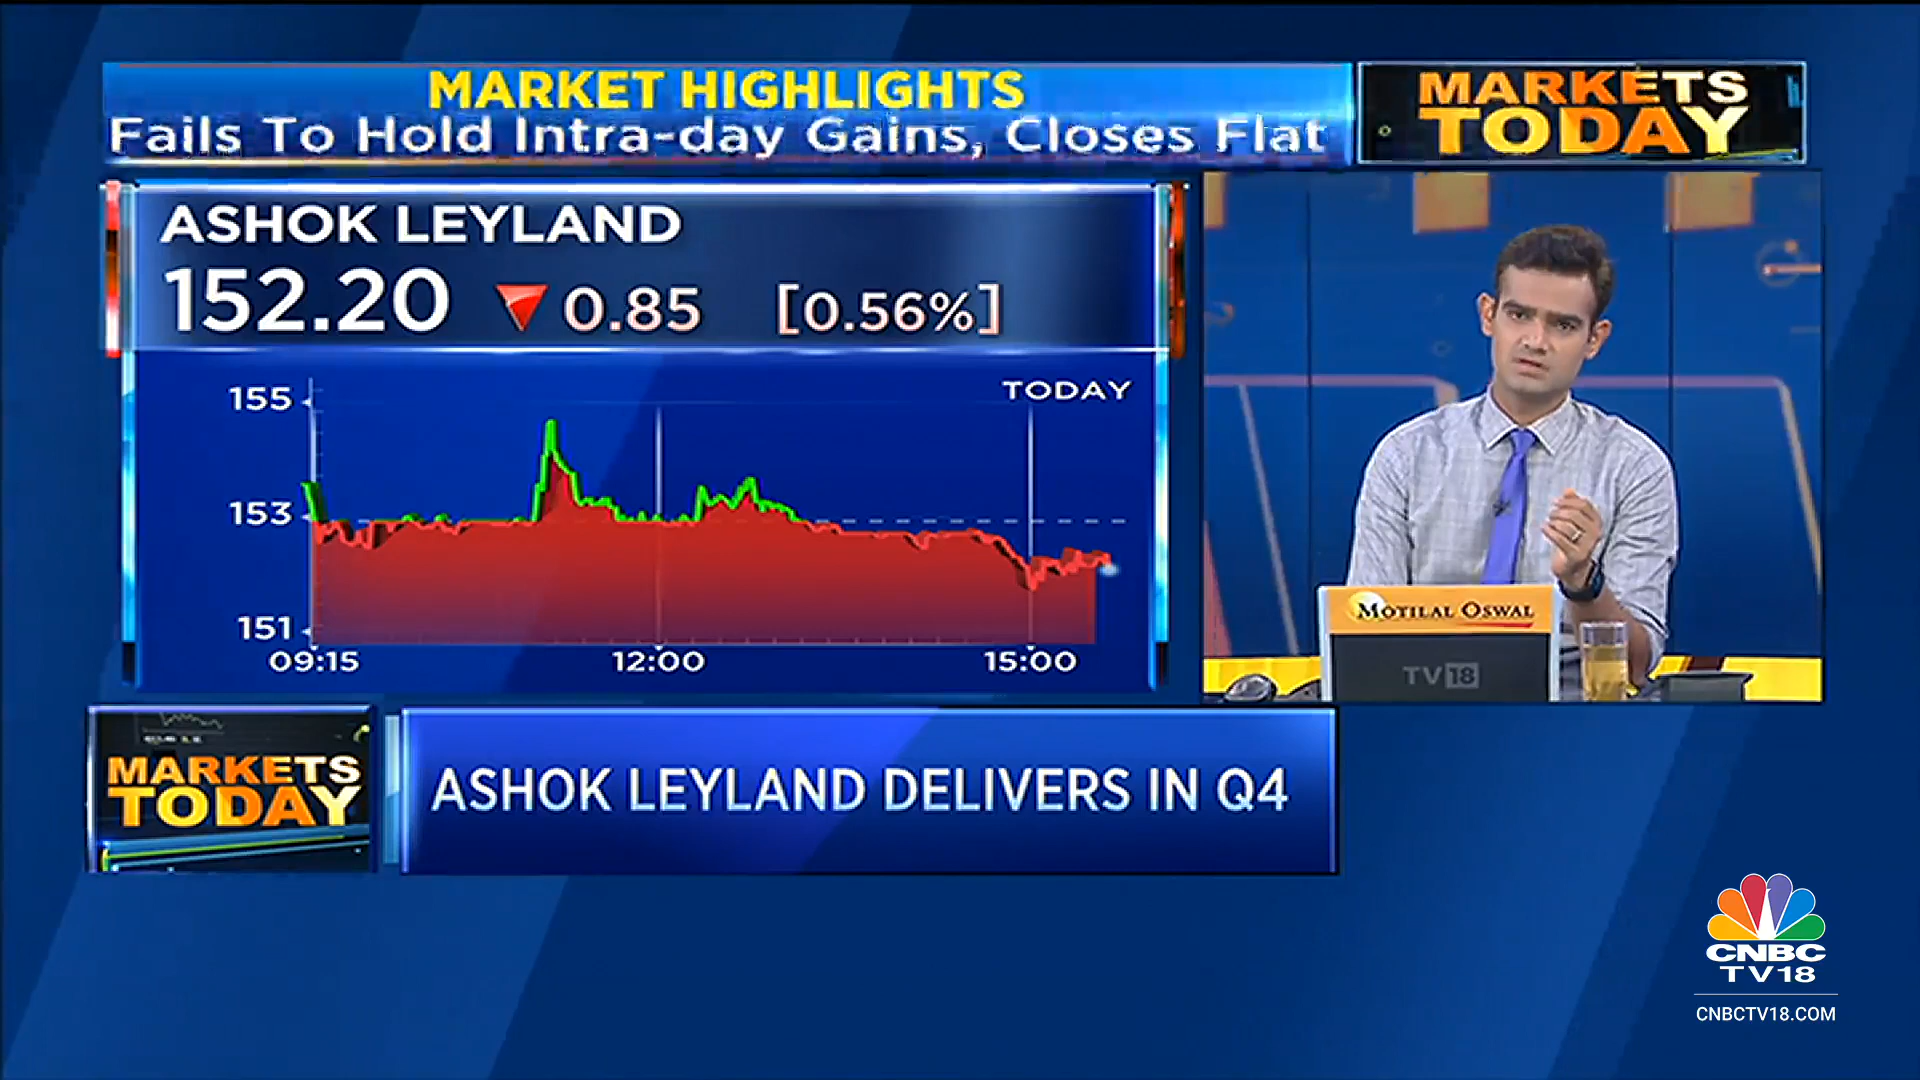 MARKET HIGHLIGHTS
Fails To Hold Intra-day Gains, Closes Flat
MARKETS
TODAY
ASHOK LEYLAND
152.20 ▼ 0.85 [0.56%]
TODAY
155
153
151
09:15 12:00 15:00
MOTILAL OSWAL
TV18
MARKETS
TODAY
ASHOK LEYLAND DELIVERS IN Q4
CNBC
TV18
CNBCTV18.COM